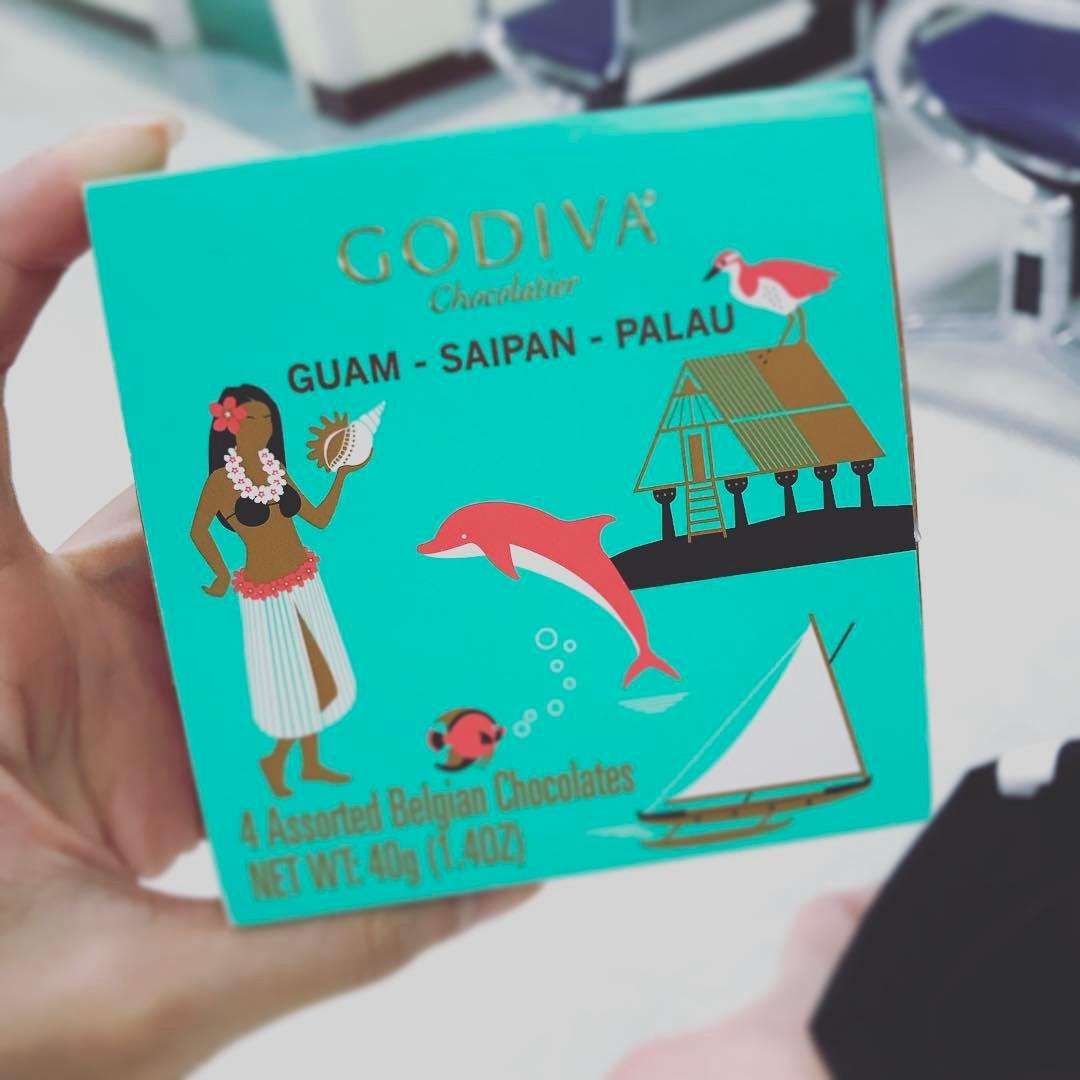 GODIVA®
Chocolatier
GUAM - SAIPAN - PALAU
4 Assorted Belgian Chocolates
NET WT: 40g (1.4OZ)